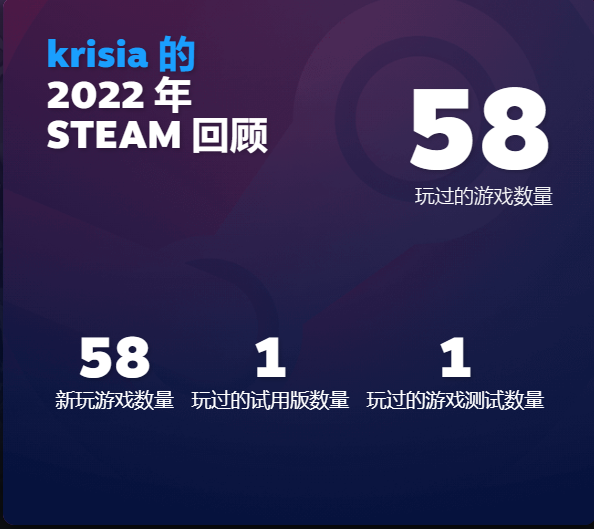 krisia 的
2022 年
STEAM 回顾
58
玩过的游戏数量
58
新玩游戏数量
1
玩过的试用版数量
1
玩过的游戏测试数量